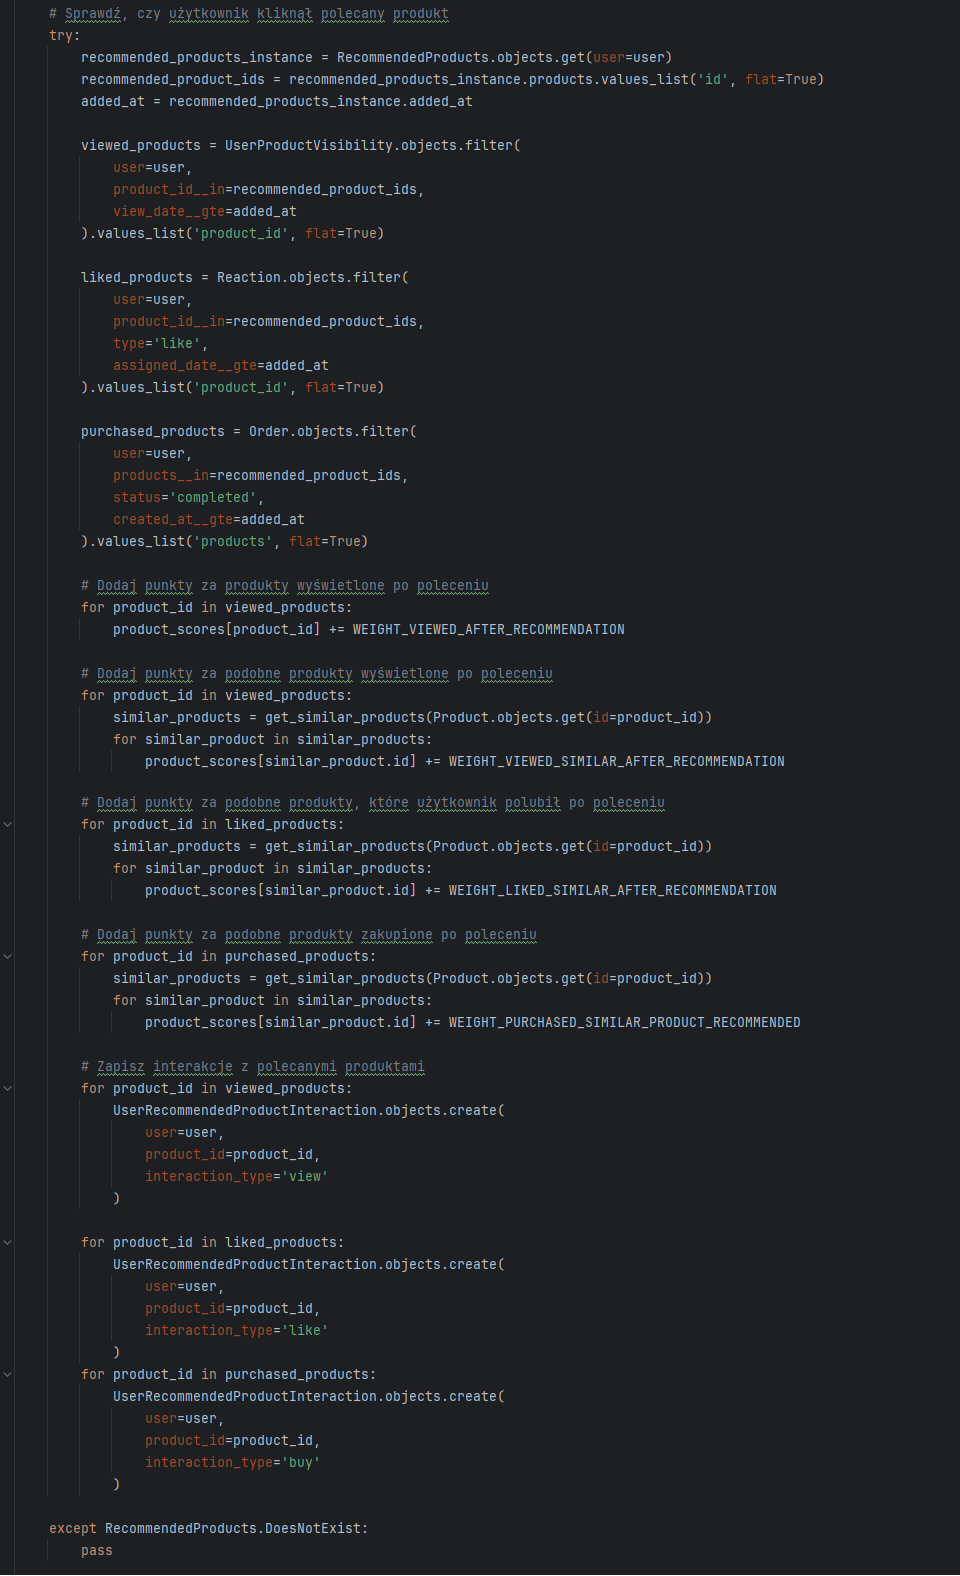 # Sprawdź, czy użytkownik kliknął polecany produkt
try:
    recommended_products_instance = RecommendedProducts.objects.get(user=user)
    recommended_product_ids = recommended_products_instance.products.values_list('id', flat=True)
    added_at = recommended_products_instance.added_at

    viewed_products = UserProductVisibility.objects.filter(
        user=user,
        product_id__in=recommended_product_ids,
        view_date__gte=added_at
    ).values_list('product_id', flat=True)

    liked_products = Reaction.objects.filter(
        user=user,
        product_id__in=recommended_product_ids,
        type='like',
        assigned_date__gte=added_at
    ).values_list('product_id', flat=True)

    purchased_products = Order.objects.filter(
        user=user,
        products__in=recommended_product_ids,
        status='completed',
        created_at__gte=added_at
    ).values_list('products', flat=True)

    # Dodaj punkty za produkty wyświetlone po poleceniu
    for product_id in viewed_products:
        product_scores[product_id] += WEIGHT_VIEWED_AFTER_RECOMMENDATION

    # Dodaj punkty za podobne produkty wyświetlone po poleceniu
    for product_id in viewed_products:
        similar_products = get_similar_products(Product.objects.get(id=product_id))
        for similar_product in similar_products:
            product_scores[similar_product.id] += WEIGHT_VIEWED_SIMILAR_AFTER_RECOMMENDATION

    # Dodaj punkty za podobne produkty, które użytkownik polubił po poleceniu
    for product_id in liked_products:
        similar_products = get_similar_products(Product.objects.get(id=product_id))
        for similar_product in similar_products:
            product_scores[similar_product.id] += WEIGHT_LIKED_SIMILAR_AFTER_RECOMMENDATION

    # Dodaj punkty za podobne produkty zakupione po poleceniu
    for product_id in purchased_products:
        similar_products = get_similar_products(Product.objects.get(id=product_id))
        for similar_product in similar_products:
            product_scores[similar_product.id] += WEIGHT_PURCHASED_SIMILAR_PRODUCT_RECOMMENDED

    # Zapisz interakcje z polecanymi produktami
    for product_id in viewed_products:
        UserRecommendedProductInteraction.objects.create(
            user=user,
            product_id=product_id,
            interaction_type='view'
        )

    for product_id in liked_products:
        UserRecommendedProductInteraction.objects.create(
            user=user,
            product_id=product_id,
            interaction_type='like'
        )
    for product_id in purchased_products:
        UserRecommendedProductInteraction.objects.create(
            user=user,
            product_id=product_id,
            interaction_type='buy'
        )

except RecommendedProducts.DoesNotExist:
    pass